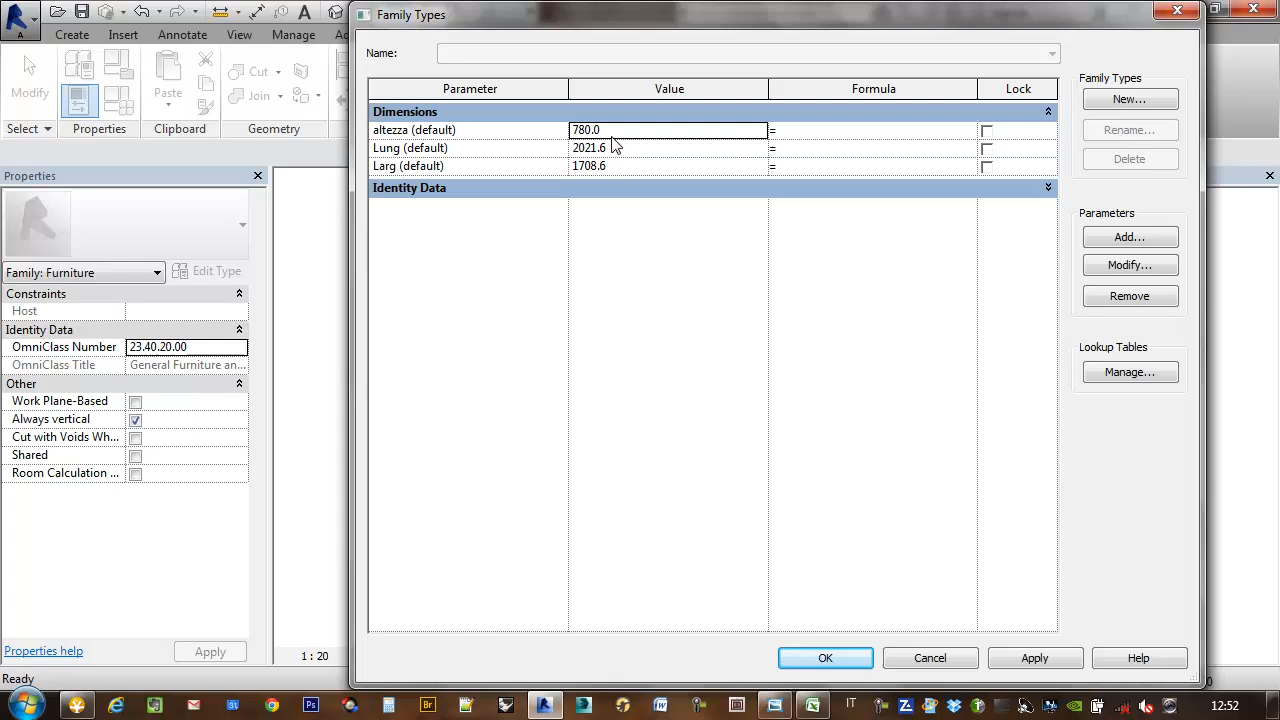 Family Types
Create Insert Annotate View Manage
Modify
Paste
Cut
Join
Select Properties Clipboard Geometry
Properties
Family: Furniture
Edit Type
Constraints
Host
Identity Data
OmniClass Number 23.40.20.00
OmniClass Title General Furniture an...
Other
Work Plane-Based
Always vertical
Cut with Voids Wh...
Shared
Room Calculation ...
Properties help
Apply
Ready
1 : 20
Name:
Parameter Value Formula Lock
Dimensions
altezza (default) 780.0 =
Lung (default) 2021.6 =
Larg (default) 1708.6 =
Identity Data
Family Types
New...
Rename...
Delete
Parameters
Add...
Modify...
Remove
Lookup Tables
Manage...
OK Cancel Apply Help
IT
12:52